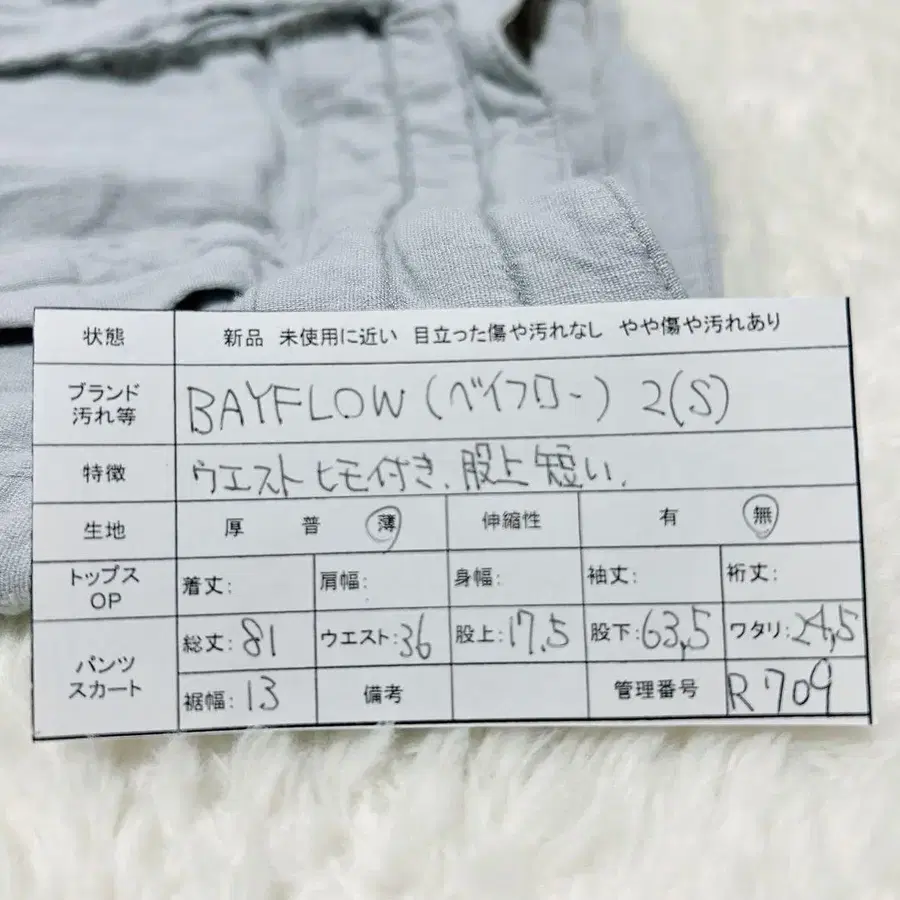 状態 新品 未使用に近い 目立った傷や汚れなし やや傷や汚れあり
ブランド 汚れ等 BAYFLOW (ベイフロー) 2(S)
特徴 ウエストヒモ付き、股上短い、
生地 厚 普 薄 伸縮性 有 無
トップス OP 着丈: 肩幅: 身幅: 袖丈: 裄丈:
パンツ スカート 総丈:81 ウエスト:36 股上:17.5 股下:63,5 ワタリ:24,5
裾幅:13 備考 管理番号 R709